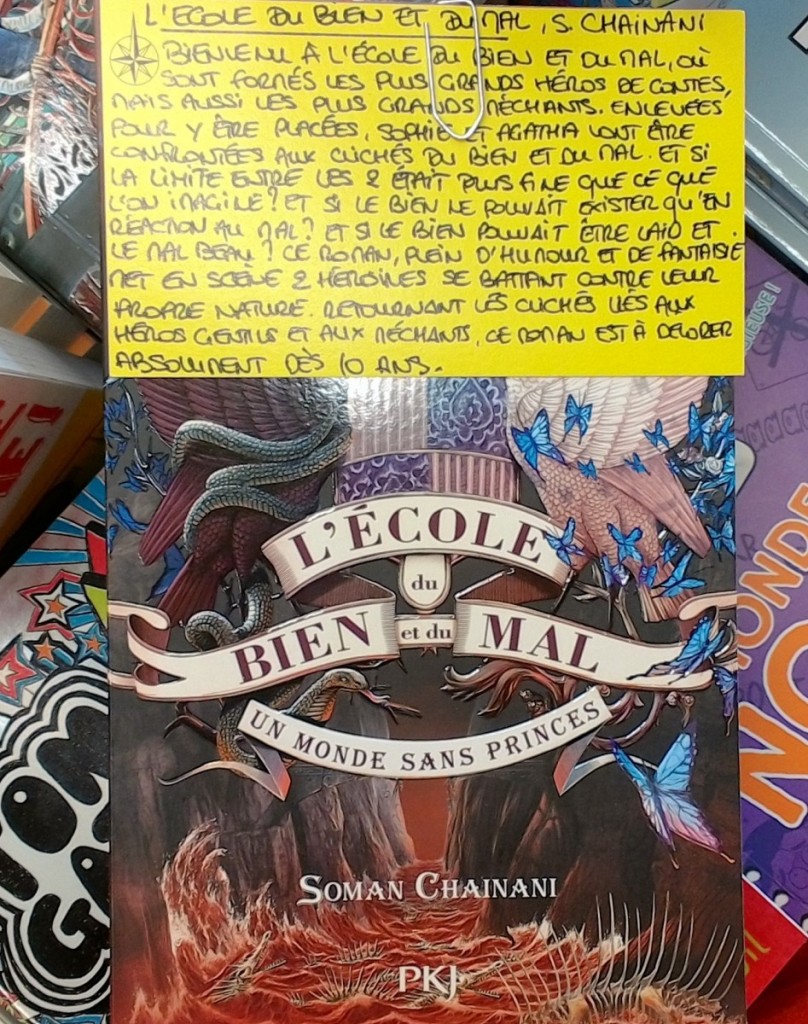 L'ECOLE DU BIEN ET DU MAL, S. CHAINANI
BIENVENU À L'ÉCOLE DU BIEN ET DU MAL, OÙ
SONT FORMÉS LES PLUS GRANDS HÉROS DE CONTES,
MAIS AUSSI LES PLUS GRANDS MÉCHANTS. ENLEVÉES
POUR Y ÊTRE PLACÉES, SOPHIE ET AGATHA VONT ÊTRE
CONFRONTÉES AUX CLICHÉS DU BIEN ET DU MAL. ET SI
LA LIMITE ENTRE LES 2 ÉTAIT PLUS FINE QUE CE QUE
L'ON IMAGINE? ET SI LE BIEN NE POUVAIT EXISTER QU'EN
RÉACTION AU MAL? ET SI LE BIEN POUVAIT ÊTRE LAID ET
LE MAL BEAU? CE ROMAN, PLEIN D'HUMOUR ET DE FANTAISIE
MET EN SCÈNE 2 HÉROÏNES SE BATTANT CONTRE LEUR
PROPRE NATURE. RETOURNANT LES CLICHÉS LIÉS AUX
HÉROS GENTILS ET AUX MÉCHANTS, CE ROMAN EST À DÉVORER
ABSOLUMENT DÈS 10 ANS.
L'ÉCOLE
du
BIEN et du MAL
UN MONDE SANS PRINCES
SOMAN CHAINANI
PKJ
TOM
GA
ONDE
NO